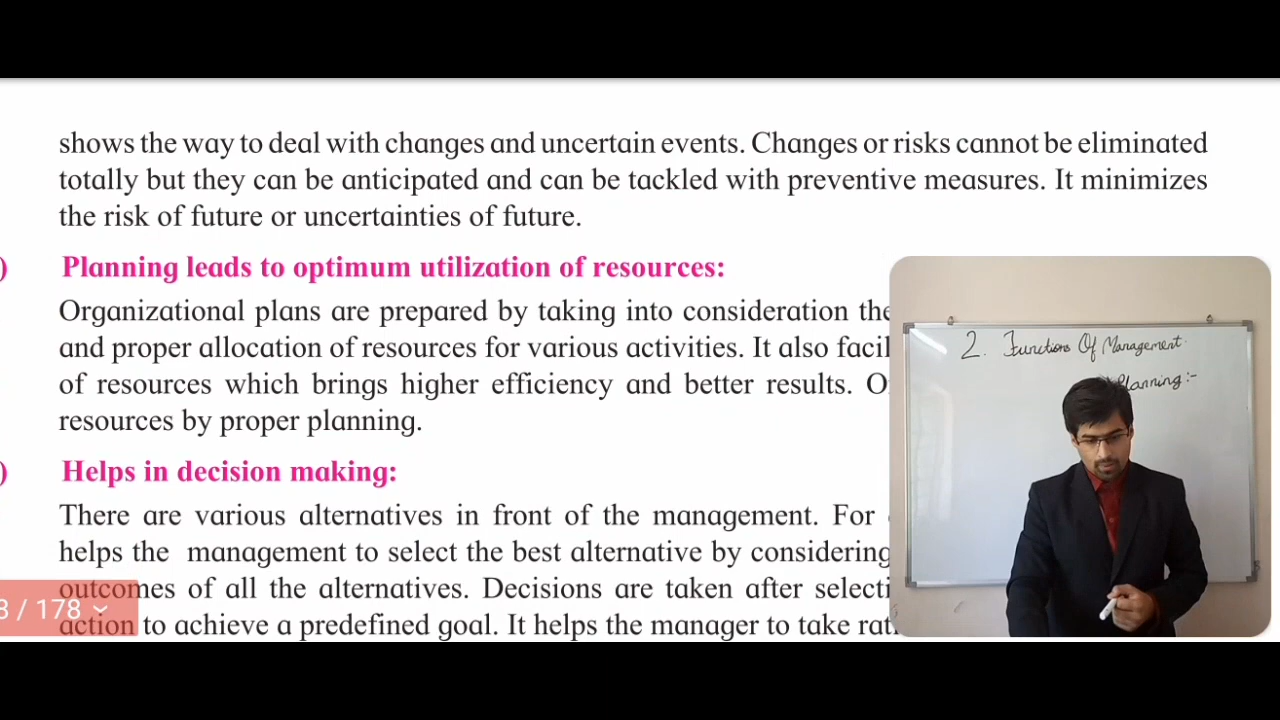 shows the way to deal with changes and uncertain events. Changes or risks cannot be eliminated
totally but they can be anticipated and can be tackled with preventive measures. It minimizes
the risk of future or uncertainties of future.
) Planning leads to optimum utilization of resources:
Organizational plans are prepared by taking into consideration the
and proper allocation of resources for various activities. It also facil
of resources which brings higher efficiency and better results. O
resources by proper planning.
) Helps in decision making:
There are various alternatives in front of the management. For
helps the management to select the best alternative by considering
outcomes of all the alternatives. Decisions are taken after selecti
action to achieve a predefined goal. It helps the manager to take rat
8 / 178
2. Functions Of Management
Planning :-